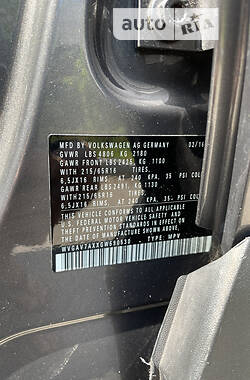 auto RIA
MFD BY VOLKSWAGEN AG GERMANY 02/16
GVWR LBS 4806 KG 2180
GAWR FRONT LBS 2425, KG 1100
WITH 215/65R16 TIRES,
6,5JX16 RIMS, AT 240 KPA, 35 PSI COLD
GAWR REAR LBS 2491, KG 1130
WITH 215/65R16 TIRES,
6,5JX16 RIMS, AT 240 KPA, 35 PSI COLD
THIS VEHICLE CONFORMS TO ALL APPLICABLE
U.S. FEDERAL MOTOR VEHICLE SAFETY
THEFT PREVENTION STANDARDS IN EFFECT
DATE OF MANUFACTURE SHOWN ABOVE
TYPE: MPV